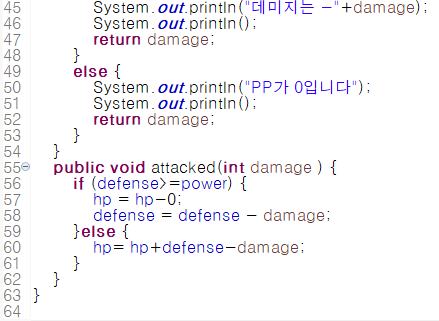 45 System.out.println("데미지는 -"+damage);
46 System.out.println();
47 return damage;
48 }
49 else {
50 System.out.println("PP가 0입니다");
51 System.out.println();
52 return damage;
53 }
54 }
55 public void attacked(int damage ) {
56 if (defense>=power) {
57 hp = hp-0;
58 defense = defense - damage;
59 }else {
60 hp= hp+defense-damage;
61 }
62 }
63 }
64